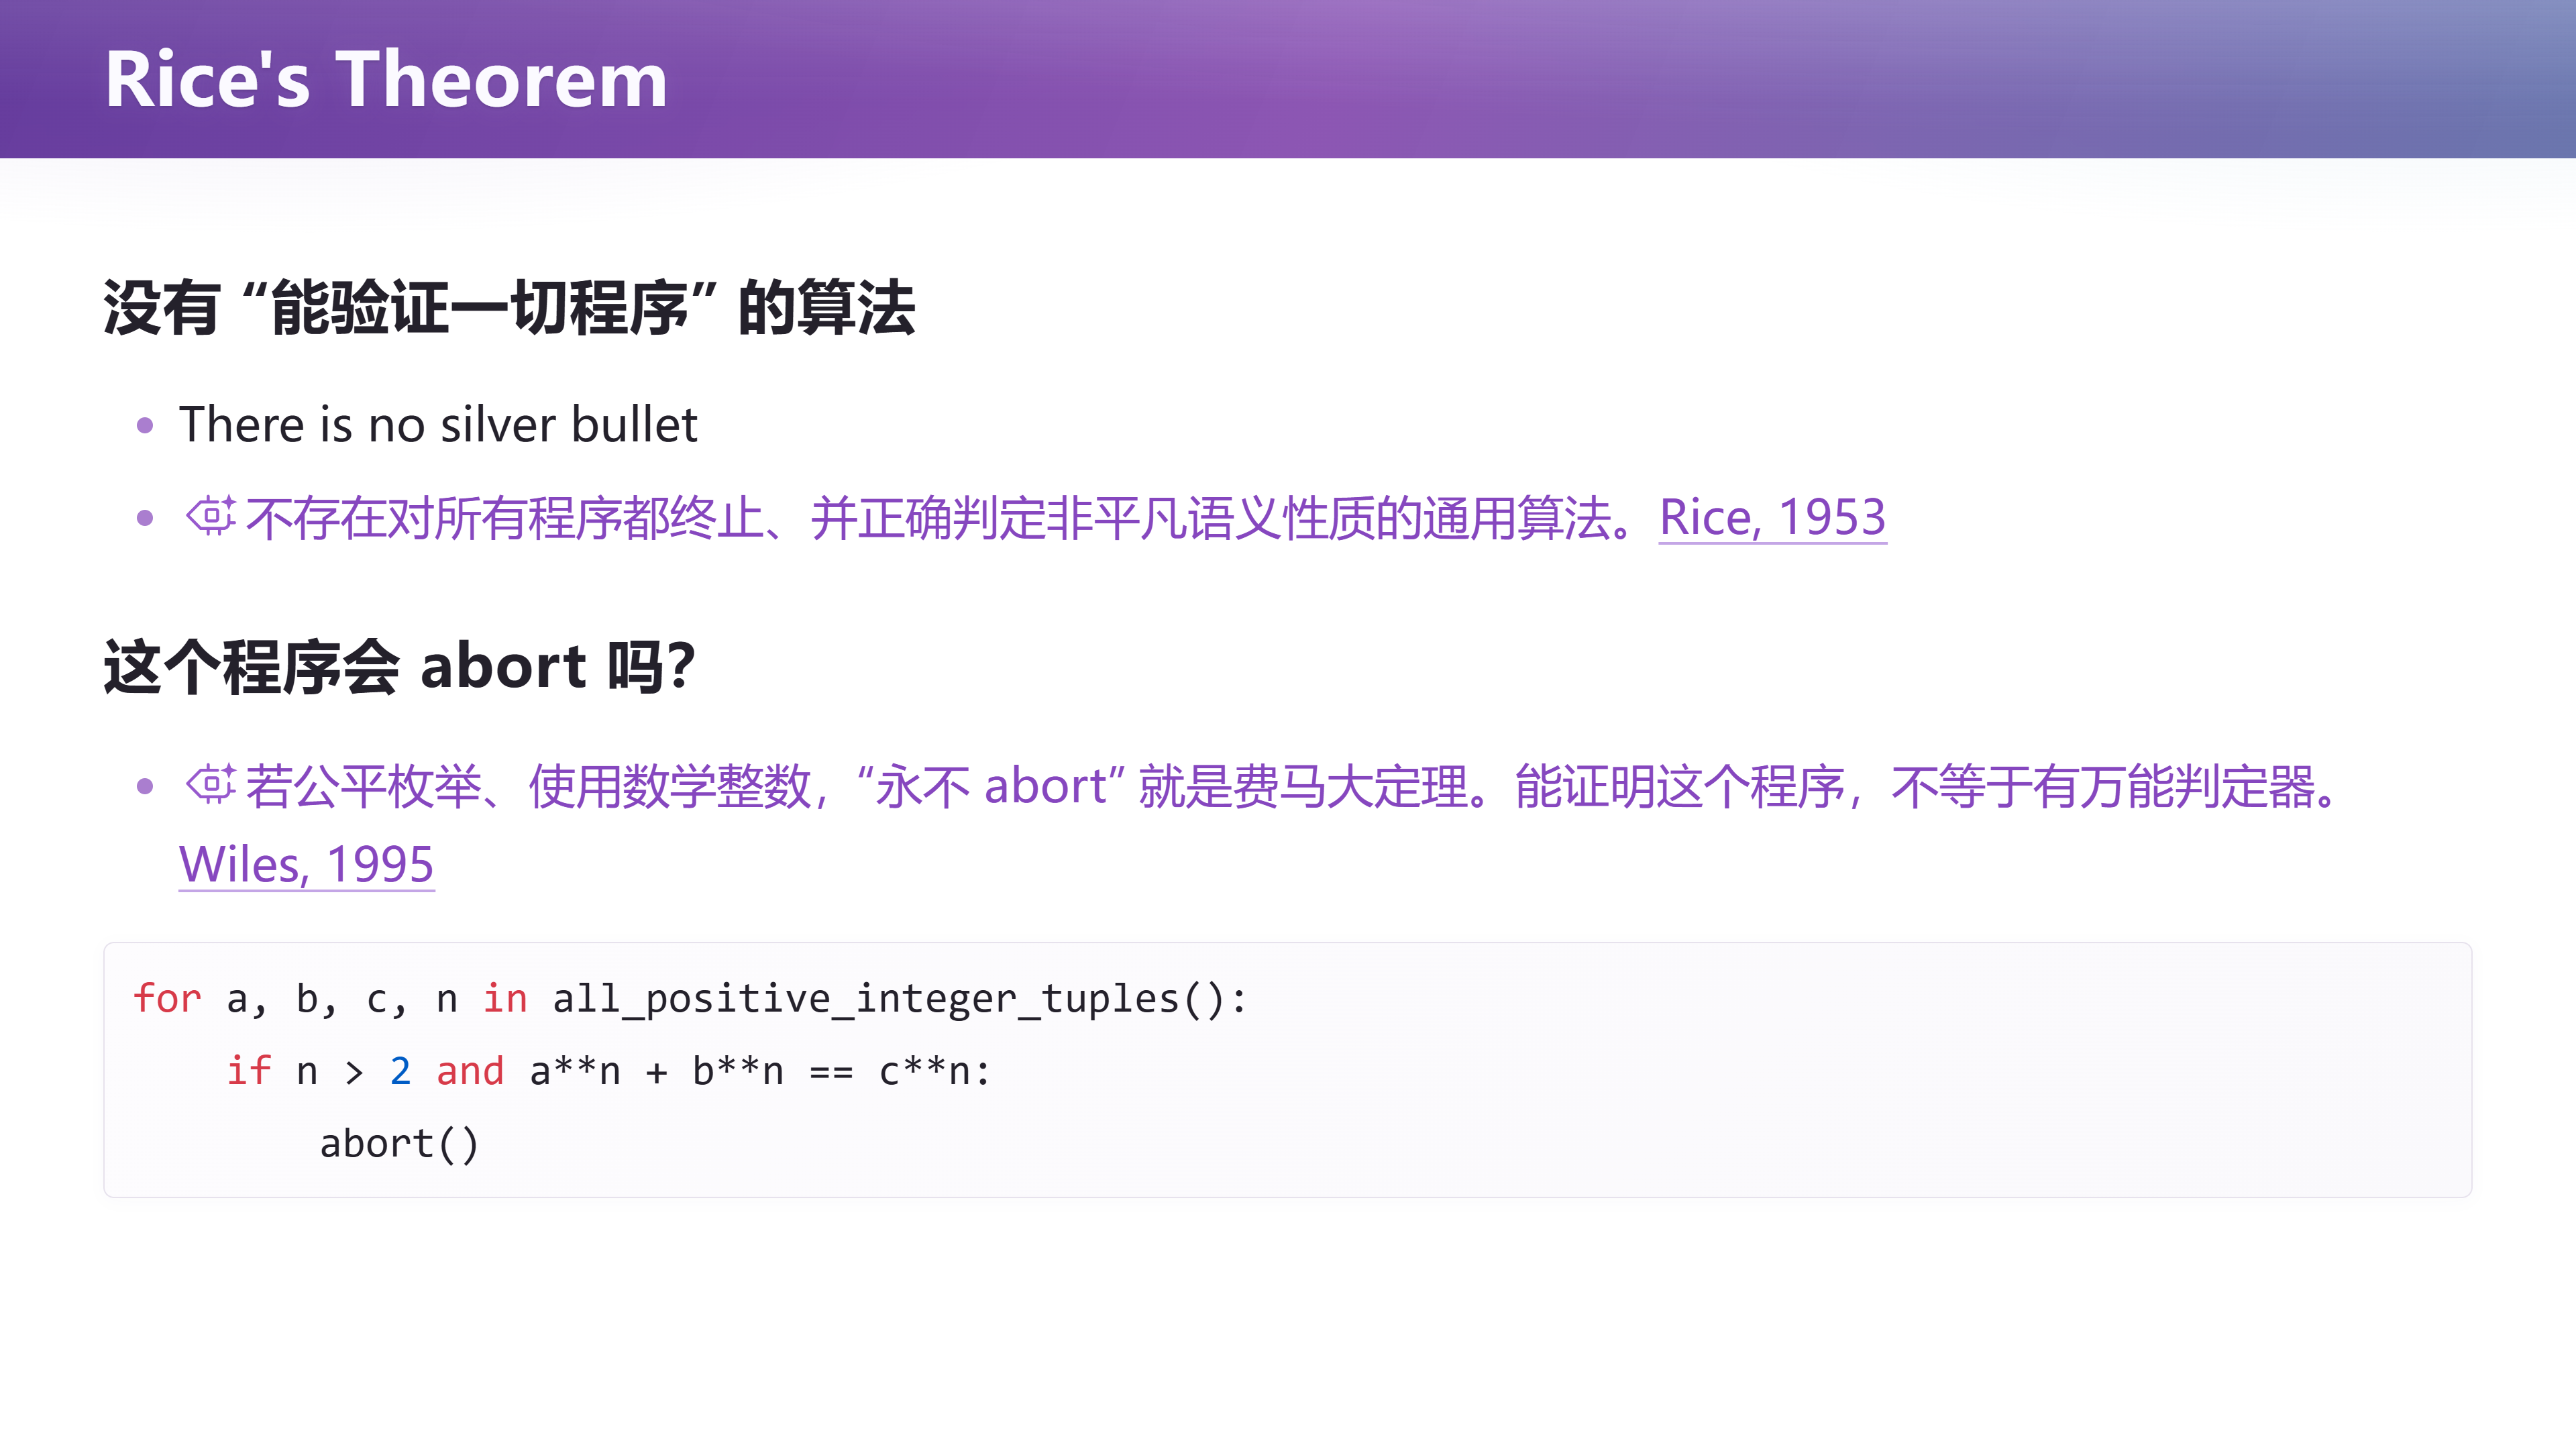 Rice's Theorem
没有 “能验证一切程序” 的算法
There is no silver bullet
不存在对所有程序都终止、并正确判定非平凡语义性质的通用算法。Rice, 1953
这个程序会 abort 吗？
若公平枚举、使用数学整数，“永不 abort” 就是费马大定理。能证明这个程序，不等于有万能判定器。
Wiles, 1995
for a, b, c, n in all_positive_integer_tuples():
    if n > 2 and a**n + b**n == c**n:
        abort()